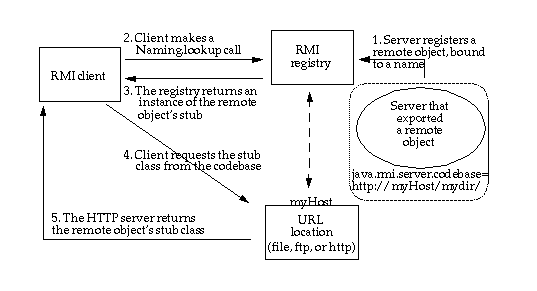 2. Client makes a
Naming.lookup call
RMI
registry
1. Server registers a
remote object, bound
to a name
RMI client
3. The registry returns an
instance of the remote
object's stub
Server that
exported
a remote
object
4. Client requests the stub
class from the codebase
java.rmi.server.codebase=
http://myHost/mydir/
myHost
URL
location
(file, ftp, or http)
5. The HTTP server returns
the remote object's stub class